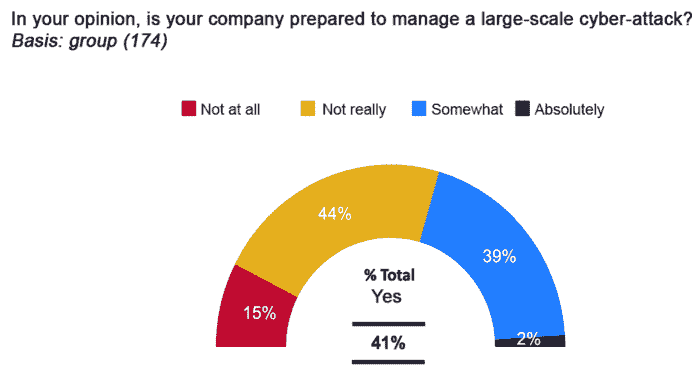 In your opinion, is your company prepared to manage a large-scale cyber-attack?
Basis: group (174)
Not at all Not really Somewhat Absolutely
44%
39%
% Total
Yes
15%
2%
41%